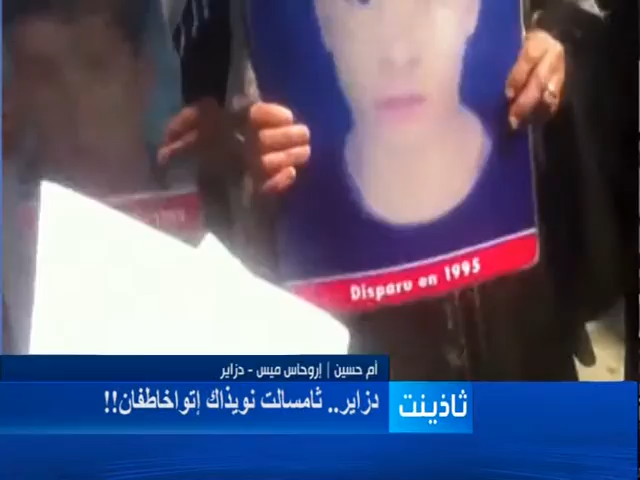 Disparu en 1995
أم حسين | إروحاس ميس - دزاير
ثاذينت
دزاير.. ثامسالت نويذاك إتواخاطفان!!